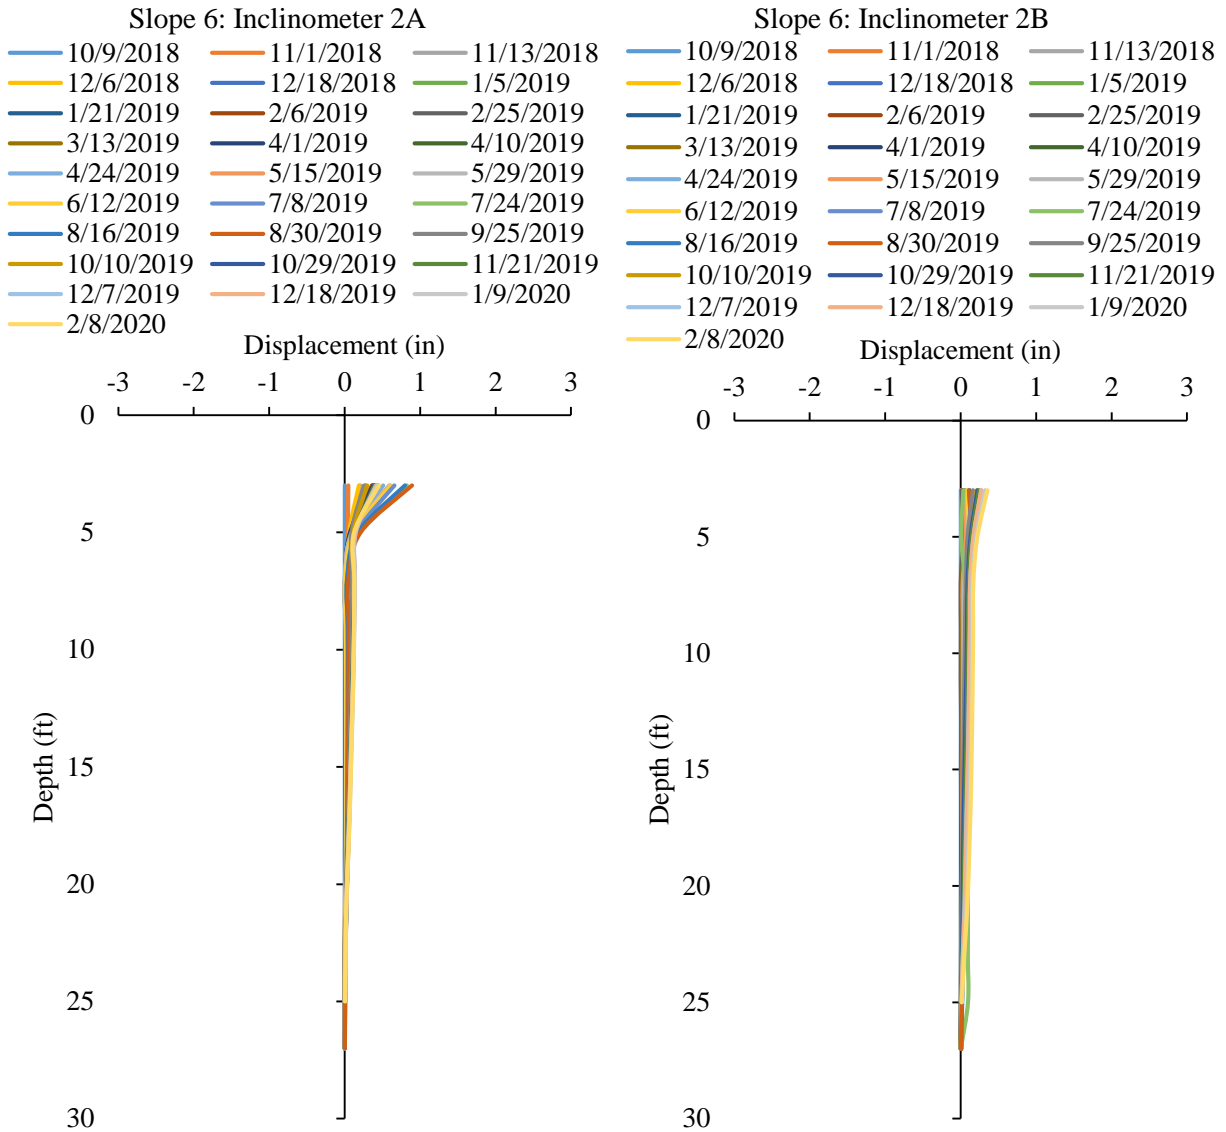 Slope 6: Inclinometer 2A
10/9/2018 11/1/2018 11/13/2018
12/6/2018 12/18/2018 1/5/2019
1/21/2019 2/6/2019 2/25/2019
3/13/2019 4/1/2019 4/10/2019
4/24/2019 5/15/2019 5/29/2019
6/12/2019 7/8/2019 7/24/2019
8/16/2019 8/30/2019 9/25/2019
10/10/2019 10/29/2019 11/21/2019
12/7/2019 12/18/2019 1/9/2020
2/8/2020
Displacement (in)
-3 -2 -1 0 1 2 3
0
5
10
15
20
25
30
Depth (ft)
Slope 6: Inclinometer 2B
10/9/2018 11/1/2018 11/13/2018
12/6/2018 12/18/2018 1/5/2019
1/21/2019 2/6/2019 2/25/2019
3/13/2019 4/1/2019 4/10/2019
4/24/2019 5/15/2019 5/29/2019
6/12/2019 7/8/2019 7/24/2019
8/16/2019 8/30/2019 9/25/2019
10/10/2019 10/29/2019 11/21/2019
12/7/2019 12/18/2019 1/9/2020
2/8/2020
Displacement (in)
-3 -2 -1 0 1 2 3
0
5
10
15
20
25
30
Depth (ft)